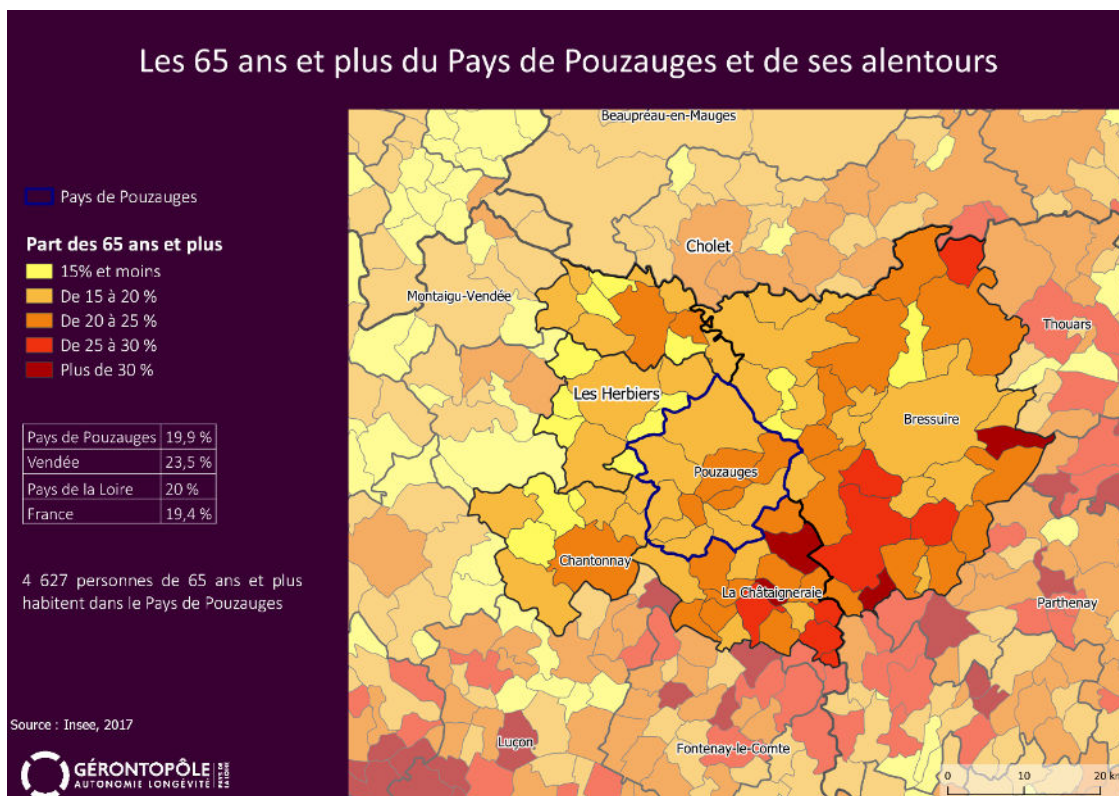 Les 65 ans et plus du Pays de Pouzauges et de ses alentours
Pays de Pouzauges
Part des 65 ans et plus
15% et moins
De 15 à 20 %
De 20 à 25 %
De 25 à 30 %
Plus de 30 %
Pays de Pouzauges 19,9 %
Vendée 23,5 %
Pays de la Loire 20 %
France 19,4 %
4 627 personnes de 65 ans et plus
habitent dans le Pays de Pouzauges
Source : Insee, 2017
GÉRONTOPÔLE
AUTONOMIE LONGÉVITÉ
PAYS DE
LA LOIRE
Beaupréau-en-Mauges
Cholet
Montaigu-Vendée
Thouars
Les Herbiers
Bressuire
Pouzauges
Chantonnay
La Châtaigneraie
Parthenay
Luçon
Fontenay-le-Comte
0 10 20 km